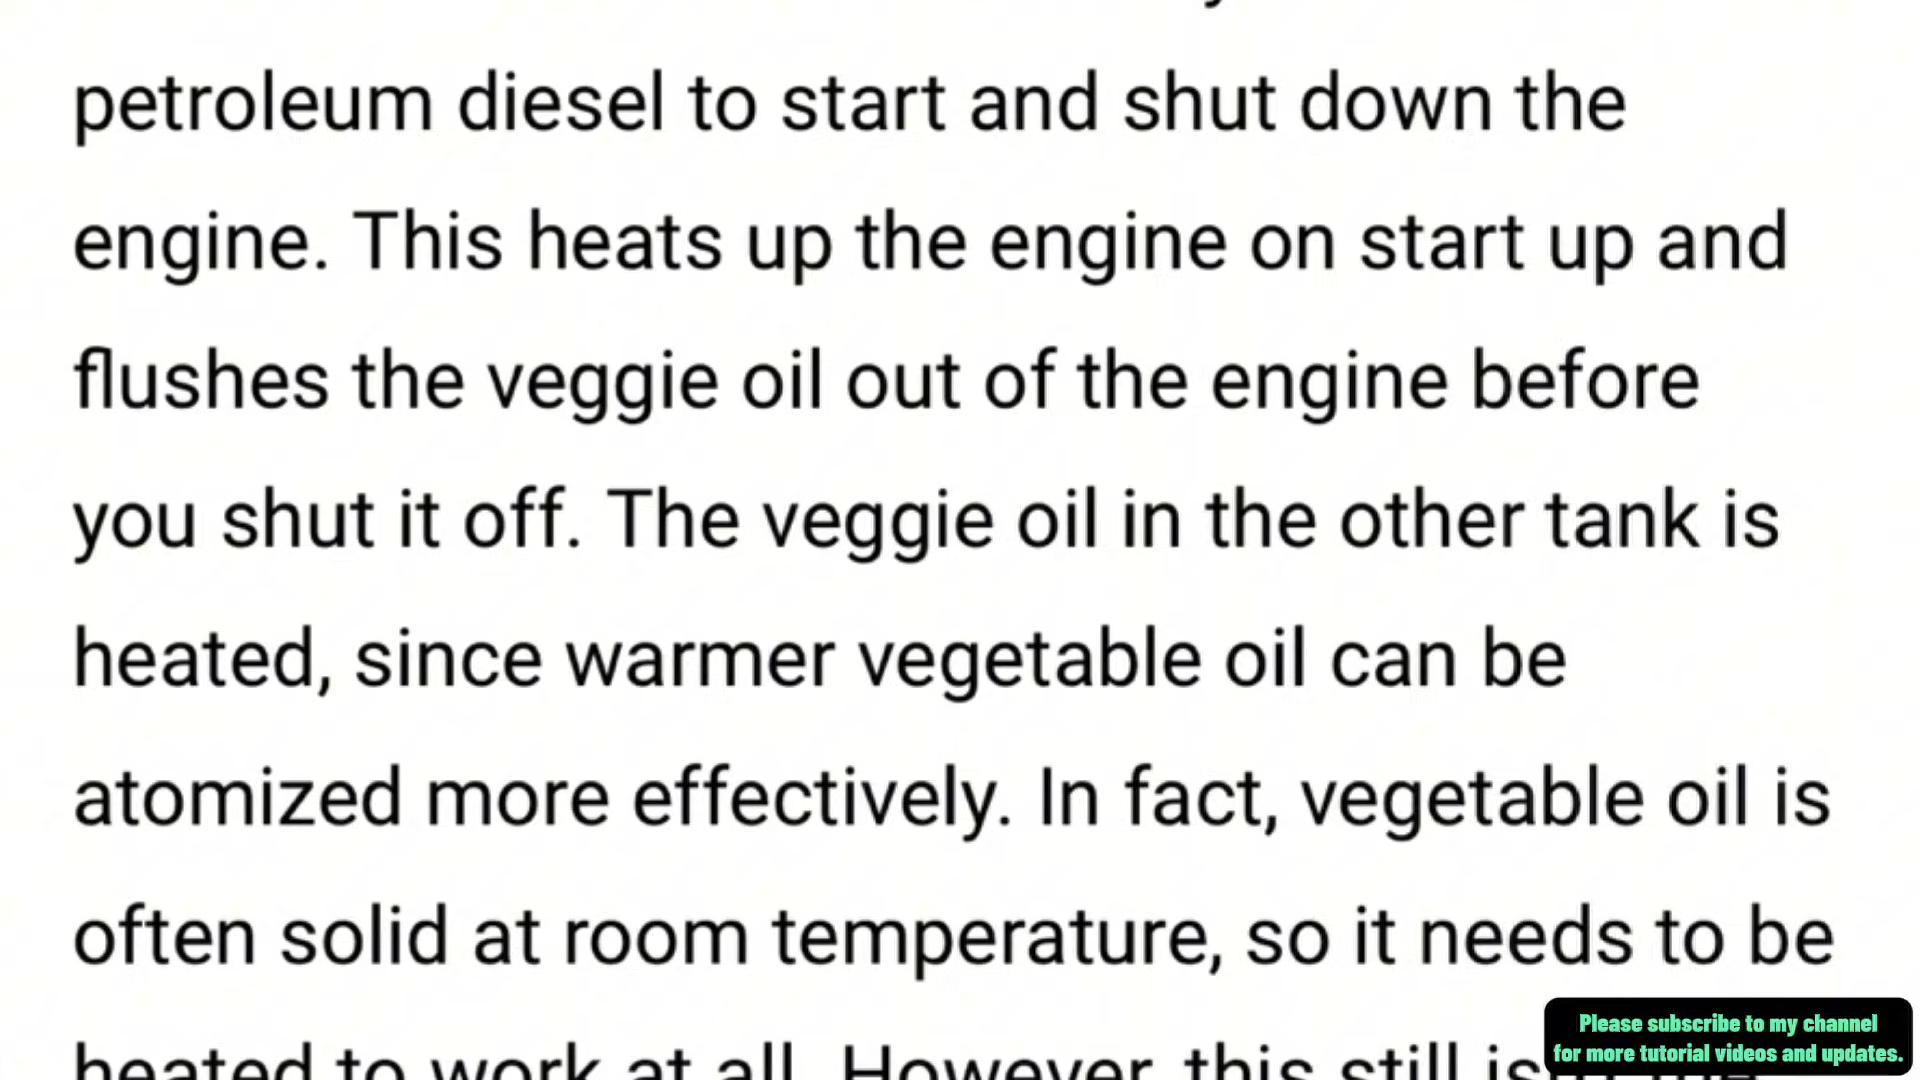 petroleum diesel to start and shut down the
engine. This heats up the engine on start up and
flushes the veggie oil out of the engine before
you shut it off. The veggie oil in the other tank is
heated, since warmer vegetable oil can be
atomized more effectively. In fact, vegetable oil is
often solid at room temperature, so it needs to be
heated to work at all. However, this still
Please subscribe to my channel
for more tutorial videos and updates.